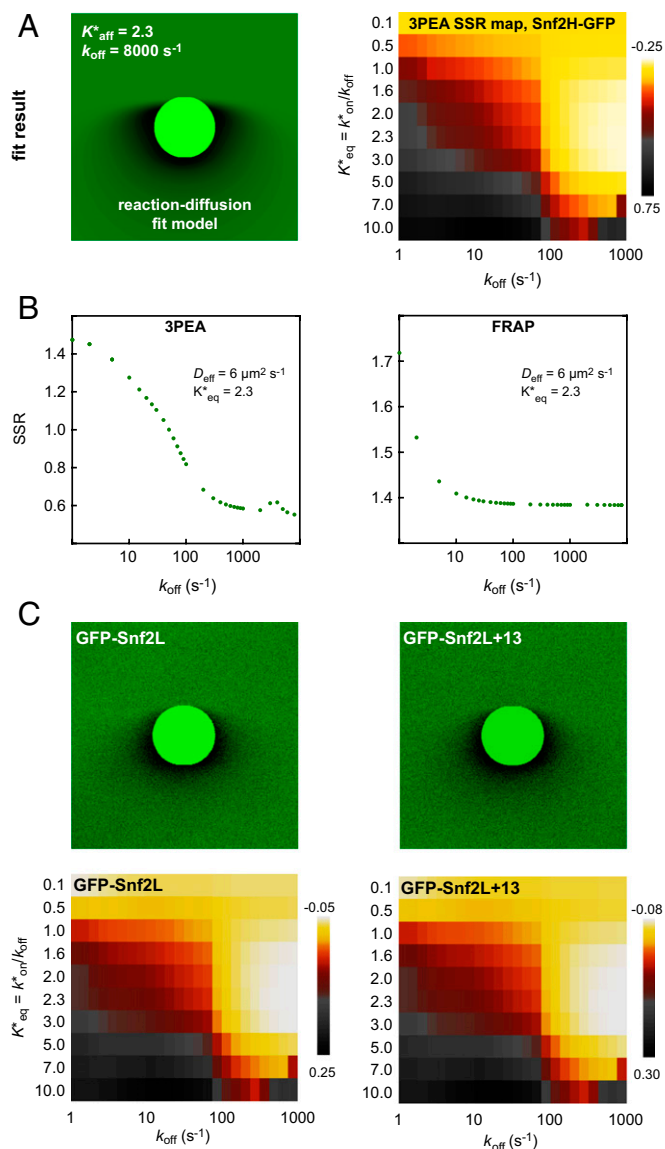 A
fit result
K*aff = 2.3
koff = 8000 s-1
reaction-diffusion
fit model
3PEA SSR map, Snf2H-GFP
K*eq = k*on/koff
0.1
0.5
1.0
1.6
2.0
2.3
3.0
5.0
7.0
10.0
-0.25
0.75
1 10 100 1000
koff (s-1)
B
3PEA
SSR
1.4
1.2
1.0
0.8
0.6
Deff = 6 µm2 s-1
K*eq = 2.3
10 100 1000
koff (s-1)
FRAP
1.7
1.6
1.5
1.4
Deff = 6 µm2 s-1
K*eq = 2.3
10 100 1000
koff (s-1)
C
GFP-Snf2L
GFP-Snf2L+13
GFP-Snf2L
K*eq = k*on/koff
0.1
0.5
1.0
1.6
2.0
2.3
3.0
5.0
7.0
10.0
-0.05
0.25
1 10 100 1000
koff (s-1)
GFP-Snf2L+13
0.1
0.5
1.0
1.6
2.0
2.3
3.0
5.0
7.0
10.0
-0.08
0.30
1 10 100 1000
koff (s-1)